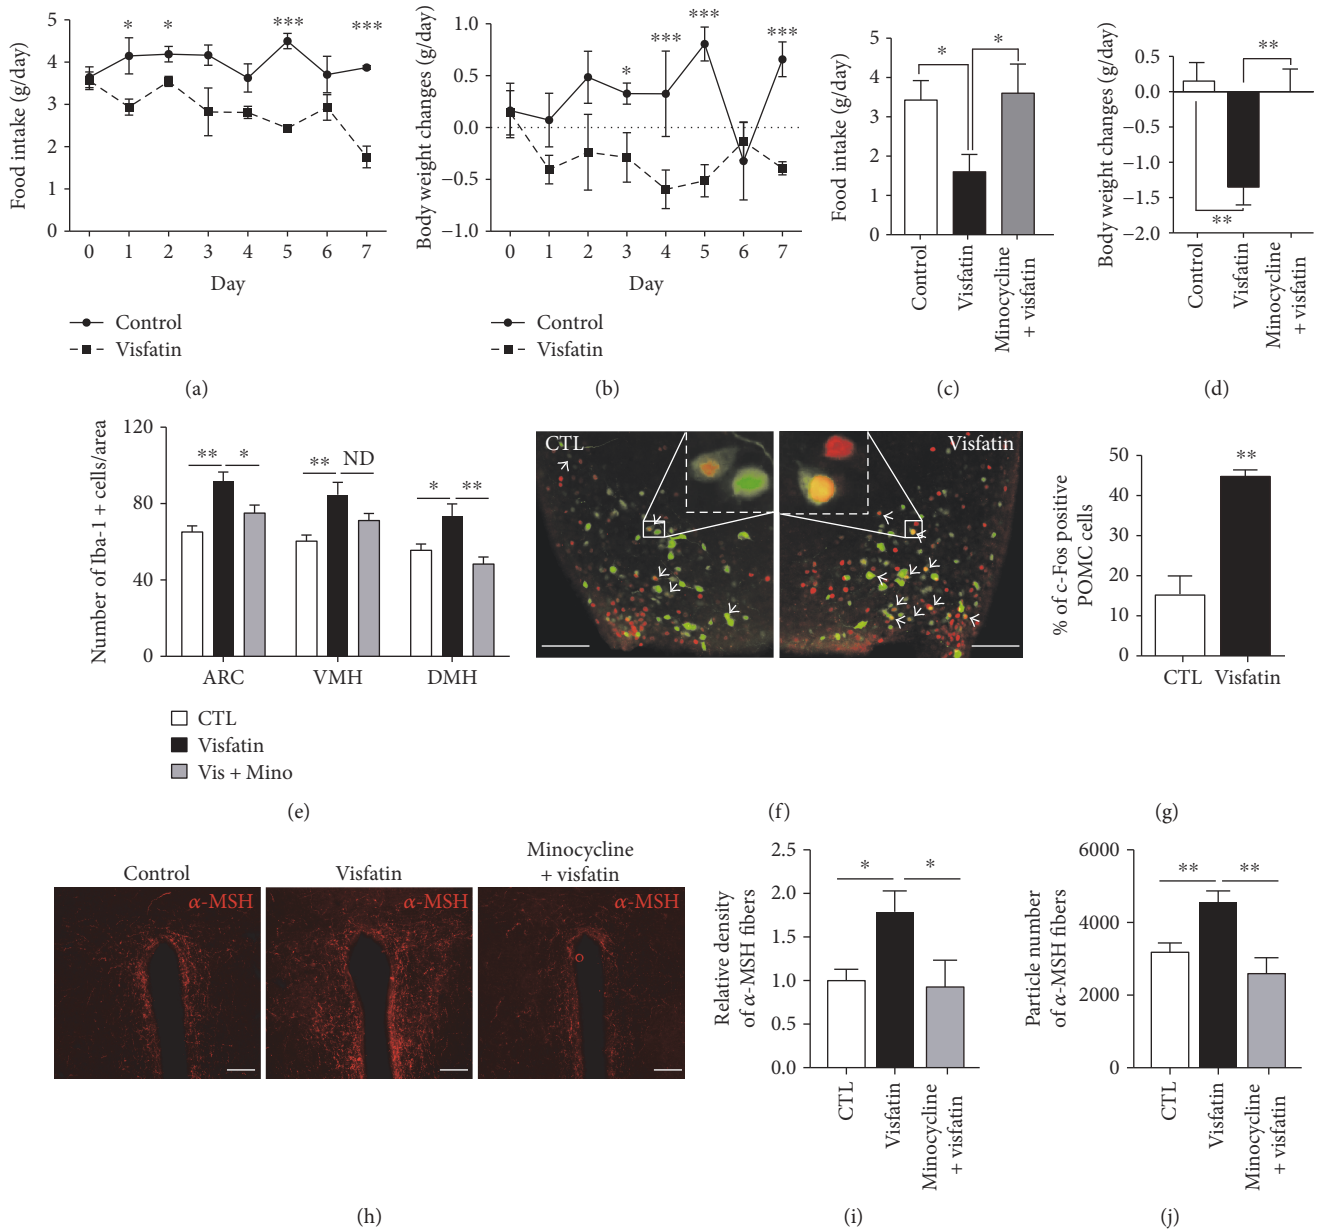 Food intake (g/day)
5
4
3
2
1
0
* * *** ***
0 1 2 3 4 5 6 7
Day
Control
Visfatin
(a)
Body weight changes (g/day)
1.0
0.5
0.0
−0.5
−1.0
* *** *** ***
0 1 2 3 4 5 6 7
Day
Control
Visfatin
(b)
Food intake (g/day)
5
4
3
2
1
0
* *
Control
Visfatin
Minocycline
+ visfatin
(c)
Body weight changes (g/day)
0.5
0.0
−0.5
−1.0
−1.5
−2.0
**
**
Control
Visfatin
Minocycline
+ visfatin
(d)
Number of Iba-1 + cells/area
120
80
40
0
** * ** ND * **
ARC VMH DMH
CTL
Visfatin
Vis + Mino
(e)
CTL Visfatin
(f)
% of c-Fos positive
POMC cells
50
40
30
20
10
0
**
CTL Visfatin
(g)
Control
Visfatin
Minocycline
+ visfatin
α-MSH α-MSH α-MSH
(h)
Relative density
of α-MSH fibers
2.5
2.0
1.5
1.0
0.5
0.0
* *
CTL
Visfatin
Minocycline
+ visfatin
(i)
Particle number
of α-MSH fibers
6000
4000
2000
0
** **
CTL
Visfatin
Minocycline
+ visfatin
(j)